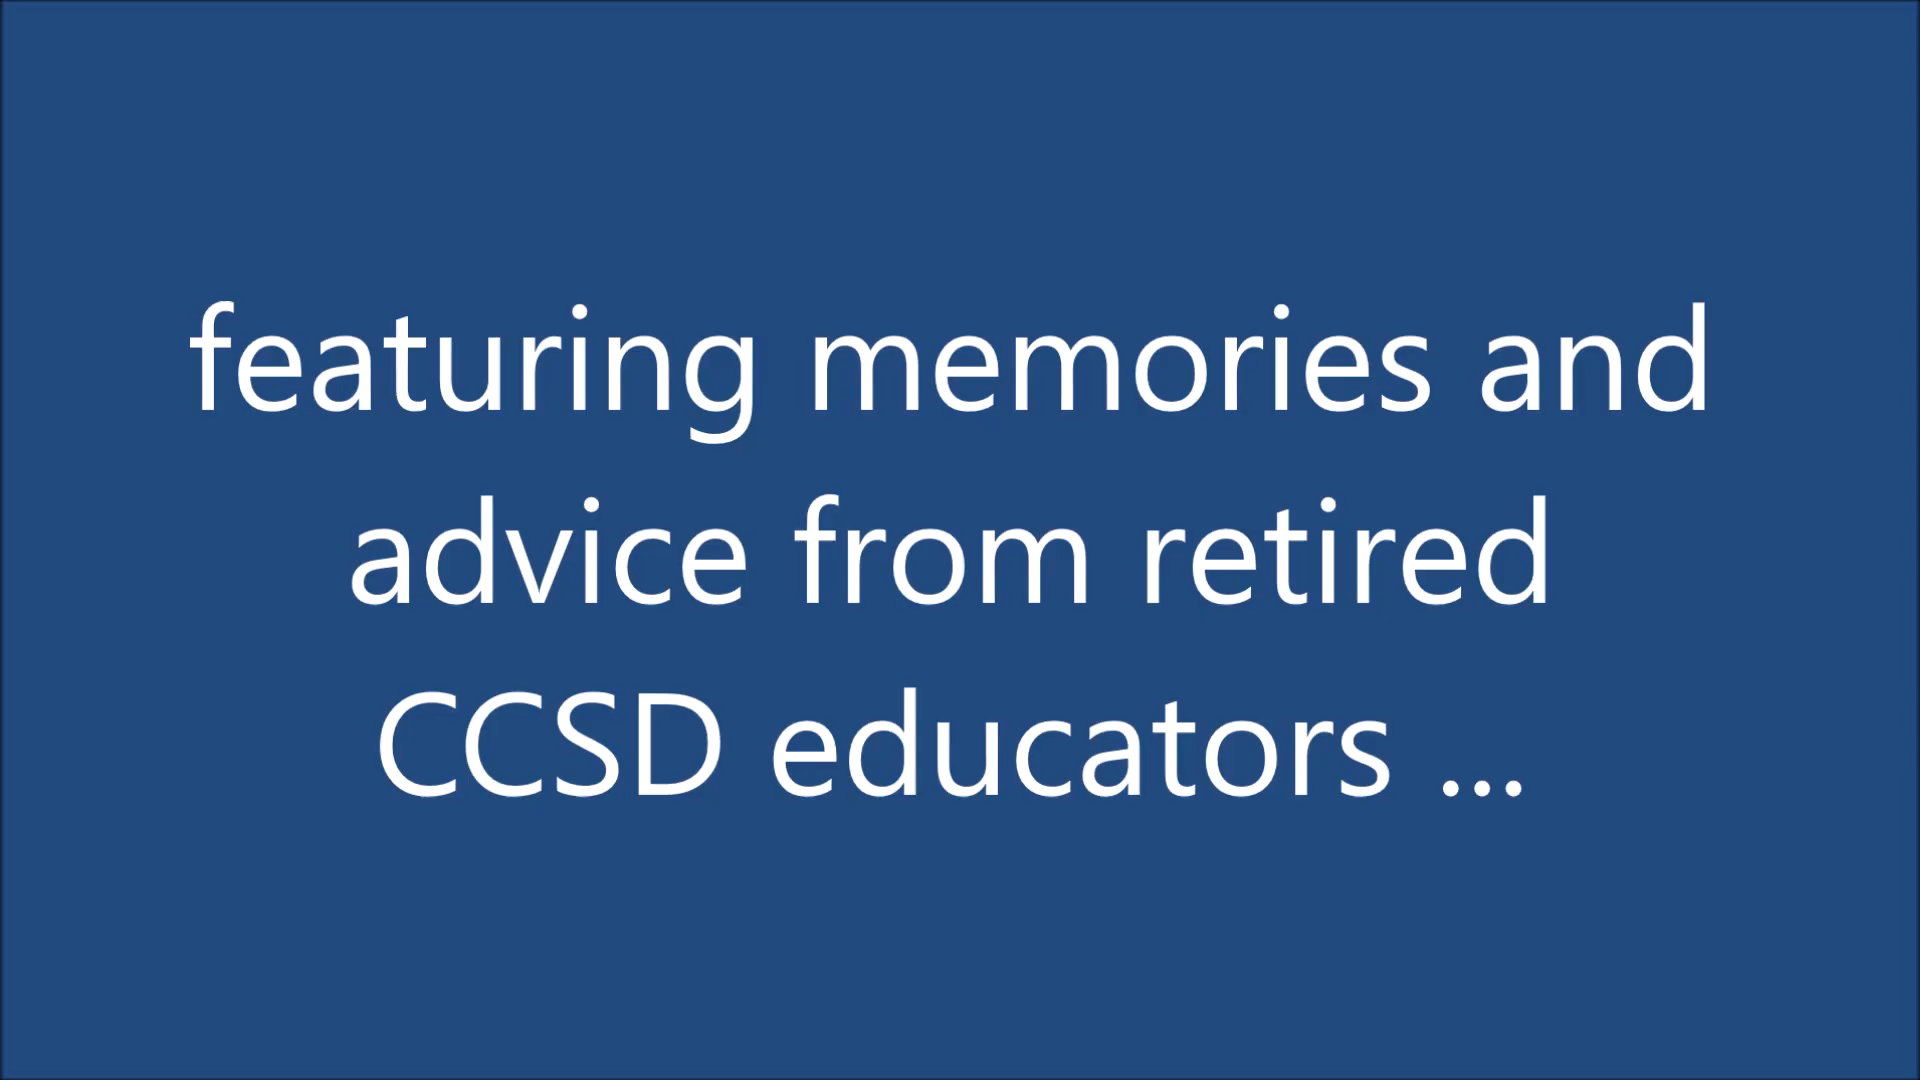 featuring memories and
advice from retired
CCSD educators ...